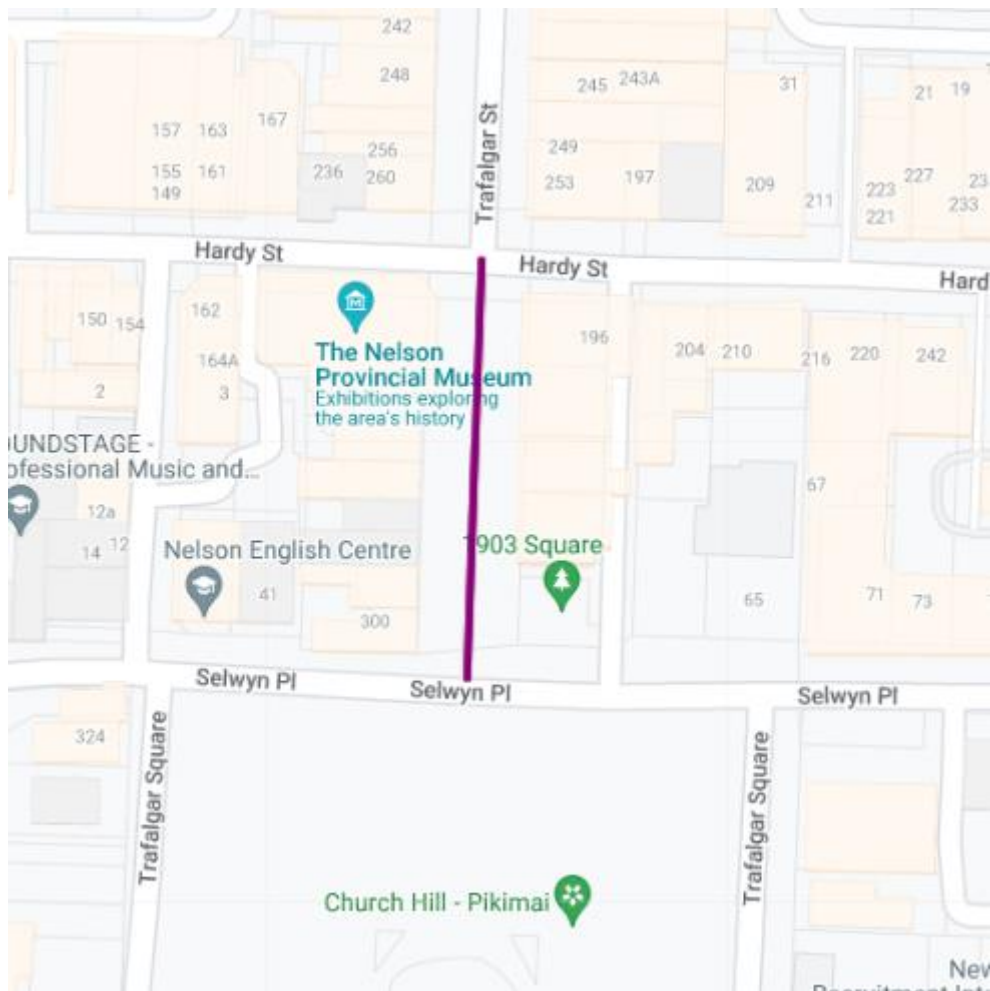 242
248
245 243A
31
21 19
167
157 163
249
256
236 260
155 161
149
253 197
209
211
227
223
221
23
233
Trafalgar St
Hardy St
Hardy St
Hard
162
150 154
164A
2
3
The Nelson
Provincial Museum
Exhibitions exploring
the area's history
196
204 210 216 220 242
OUNDSTAGE -
ofessional Music and...
12a
14 12
67
Nelson English Centre
41
300
1903 Square
65
71 73
Selwyn Pl
Selwyn Pl
Selwyn Pl
324
Trafalgar Square
Trafalgar Square
Church Hill - Pikimai
New